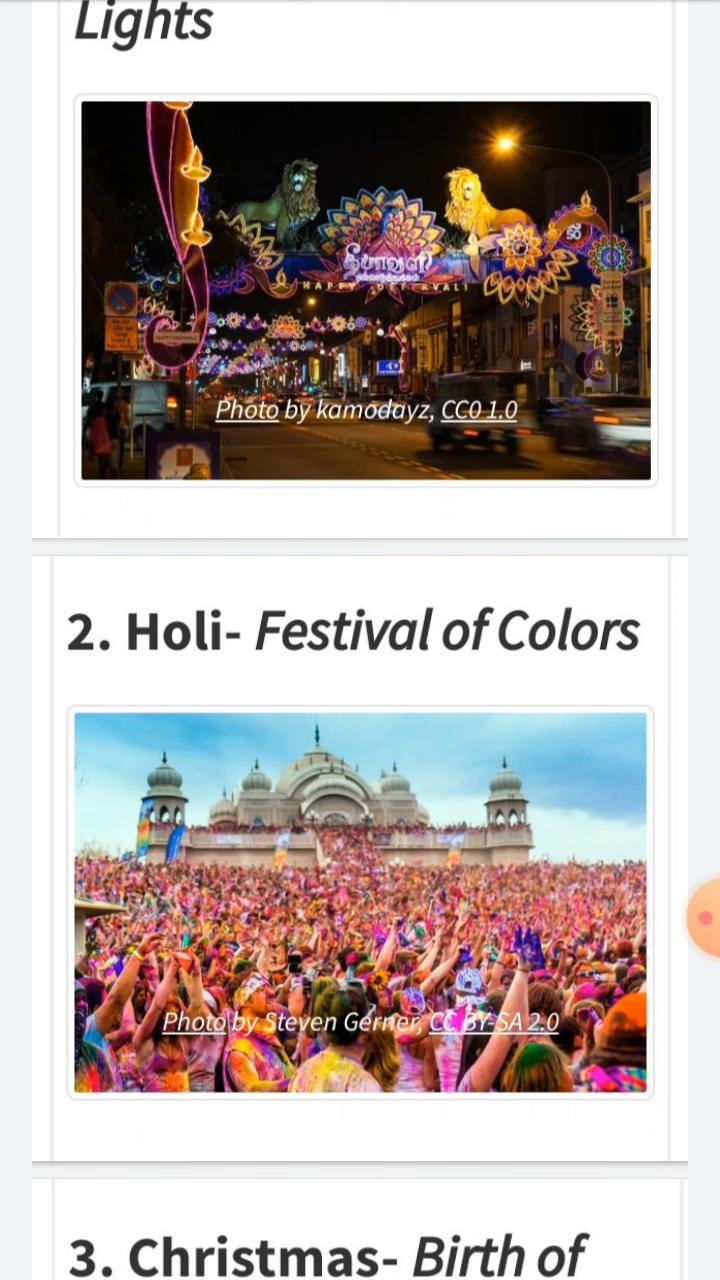 Lights
தீபாவளி
HAPPY
Photo by kamodayz, CC0 1.0
2. Holi- Festival of Colors
Photo by Steven Gerner, CC BY-SA 2.0
3. Christmas- Birth of